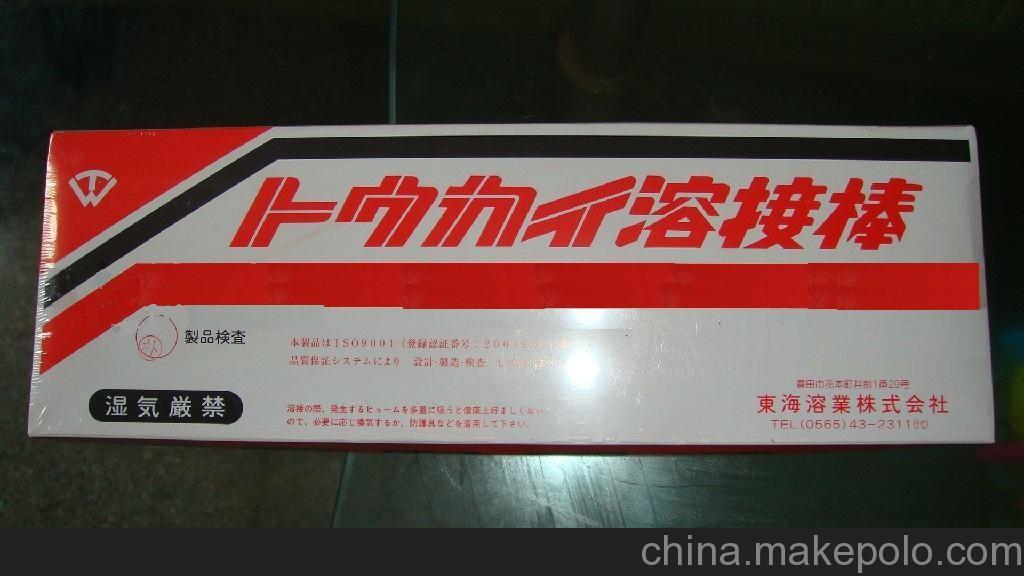 トウカイ溶接棒
製品検査
本製品はISO9001(登録認証番号:200
品質保証システムにより 設計·製造·検査
湿気厳禁
溶接の際、発生するヒュームを多量に吸うと健康上好ましくない
ので、必要に応じ換気するか、防護具などを着用して下さい。
豊田市花本町井前1番29号
東海溶業株式会社
TEL(0565)43-2311(代)
china.makepolo.com